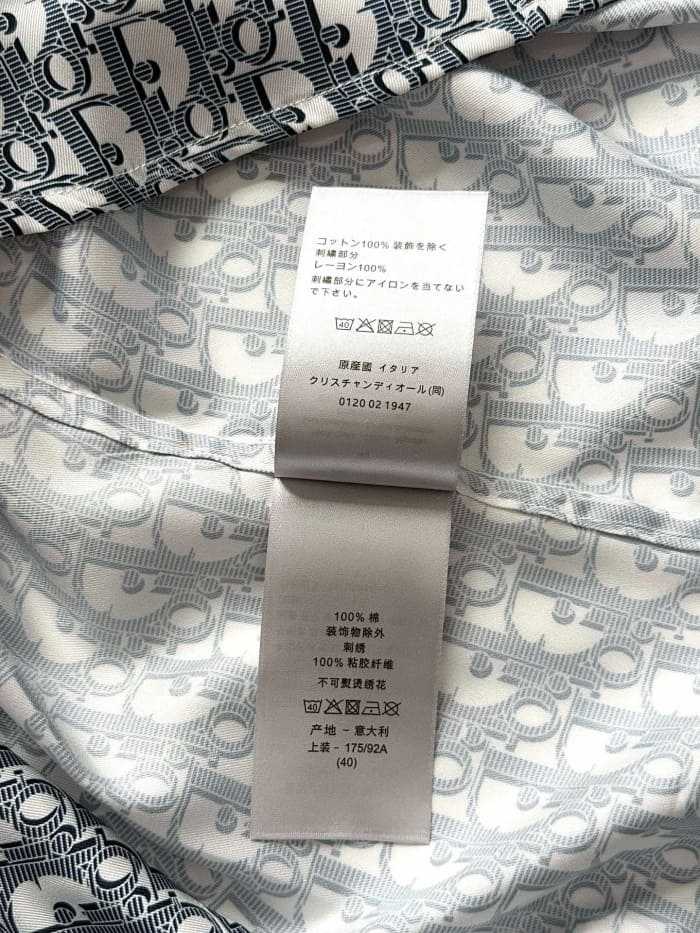 コットン100% 装飾を除く
刺繍部分
レーヨン100%
刺繍部分にアイロンを当てない
で下さい。
40
原産國 イタリア
クリスチャンディオール(同)
0120 02 1947
100% 棉
装饰物除外
刺绣
100% 粘胶纤维
不可熨烫绣花
40
产地 - 意大利
上装 - 175/92A
(40)